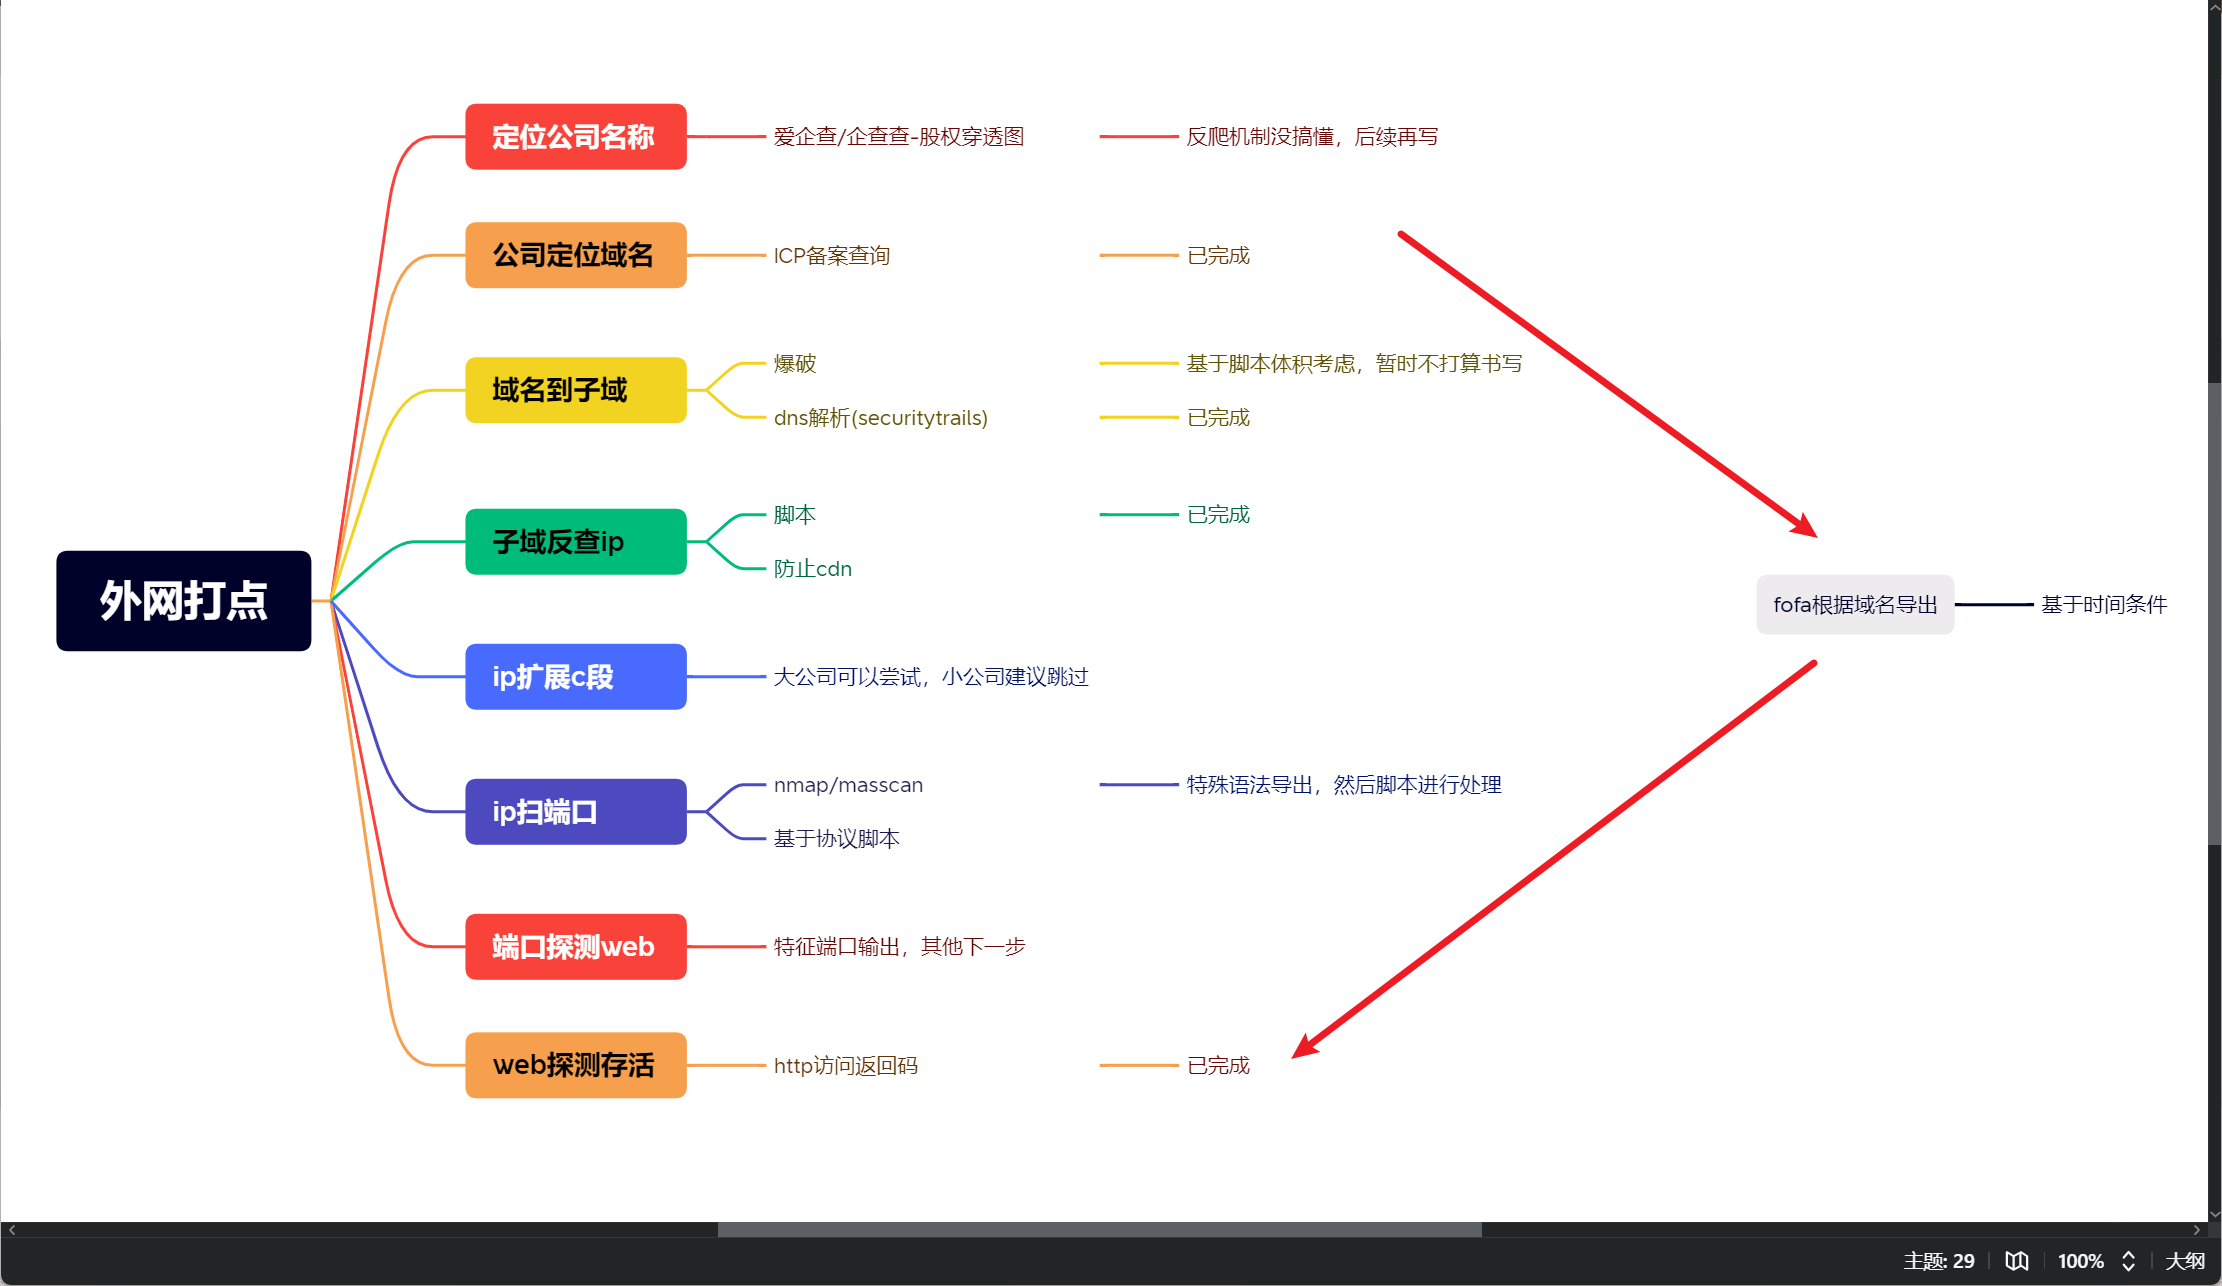 外网打点
定位公司名称
爱企查/企查查-股权穿透图
反爬机制没搞懂，后续再写
公司定位域名
ICP备案查询
已完成
域名到子域
爆破
基于脚本体积考虑，暂时不打算书写
dns解析(securitytrails)
已完成
子域反查ip
脚本
已完成
防止cdn
ip扩展c段
大公司可以尝试，小公司建议跳过
ip扫端口
nmap/masscan
特殊语法导出，然后脚本进行处理
基于协议脚本
端口探测web
特征端口输出，其他下一步
web探测存活
http访问返回码
已完成
fofa根据域名导出
基于时间条件
主题: 29
100%
大纲